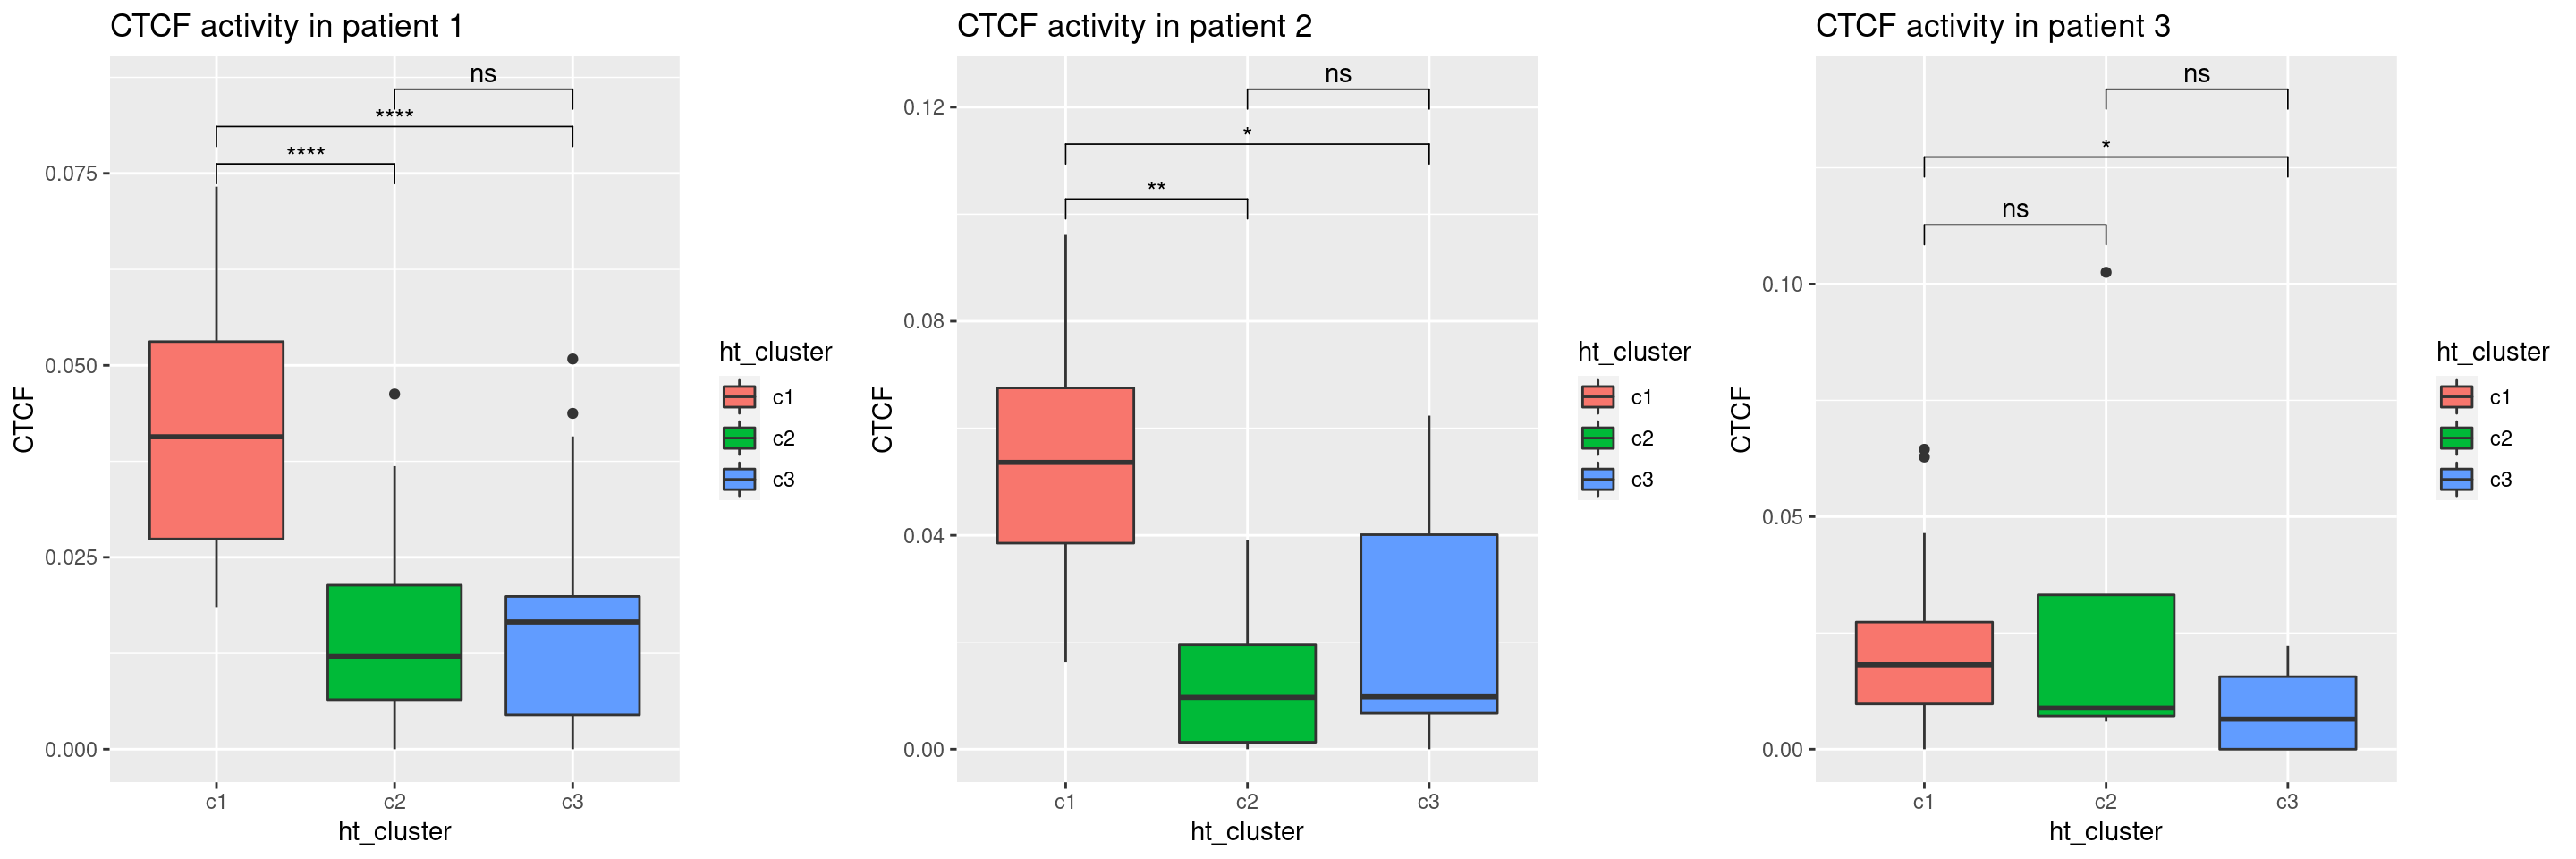 CTCF activity in patient 1
ns
****
****
0.075
0.050
0.025
0.000
CTCF
c1
c2
c3
ht_cluster
ht_cluster
c1
c2
c3
CTCF activity in patient 2
ns
*
**
0.12
0.08
0.04
0.00
CTCF
c1
c2
c3
ht_cluster
ht_cluster
c1
c2
c3
CTCF activity in patient 3
ns
*
ns
0.10
0.05
0.00
CTCF
c1
c2
c3
ht_cluster
ht_cluster
c1
c2
c3